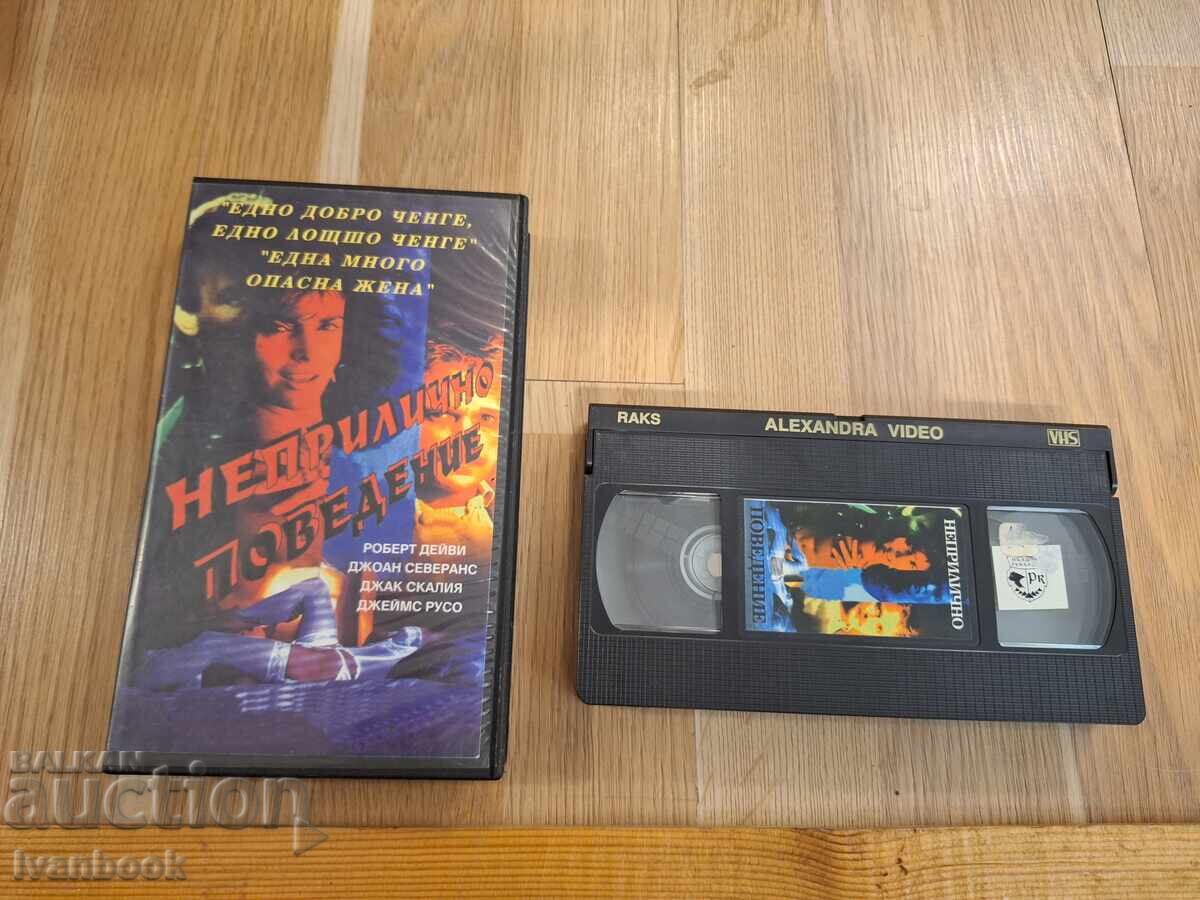 "ЕДНО ДОБРО ЧЕНГЕ,
ЕДНО ЛОЩШО ЧЕНГЕ"
"ЕДНА МНОГО
ОПАСНА ЖЕНА"
НЕПРИЛИЧНО
ПОВЕДЕНИЕ
РОБЕРТ ДЕЙВИ
ДЖОАН СЕВЕРАНС
ДЖАК СКАЛИЯ
ДЖЕЙМС РУСО
RAKS
ALEXANDRA VIDEO
VHS
НЕПРИЛИЧНО
ПОВЕДЕНИЕ
PR
BALKAN
auction
Ivanbook